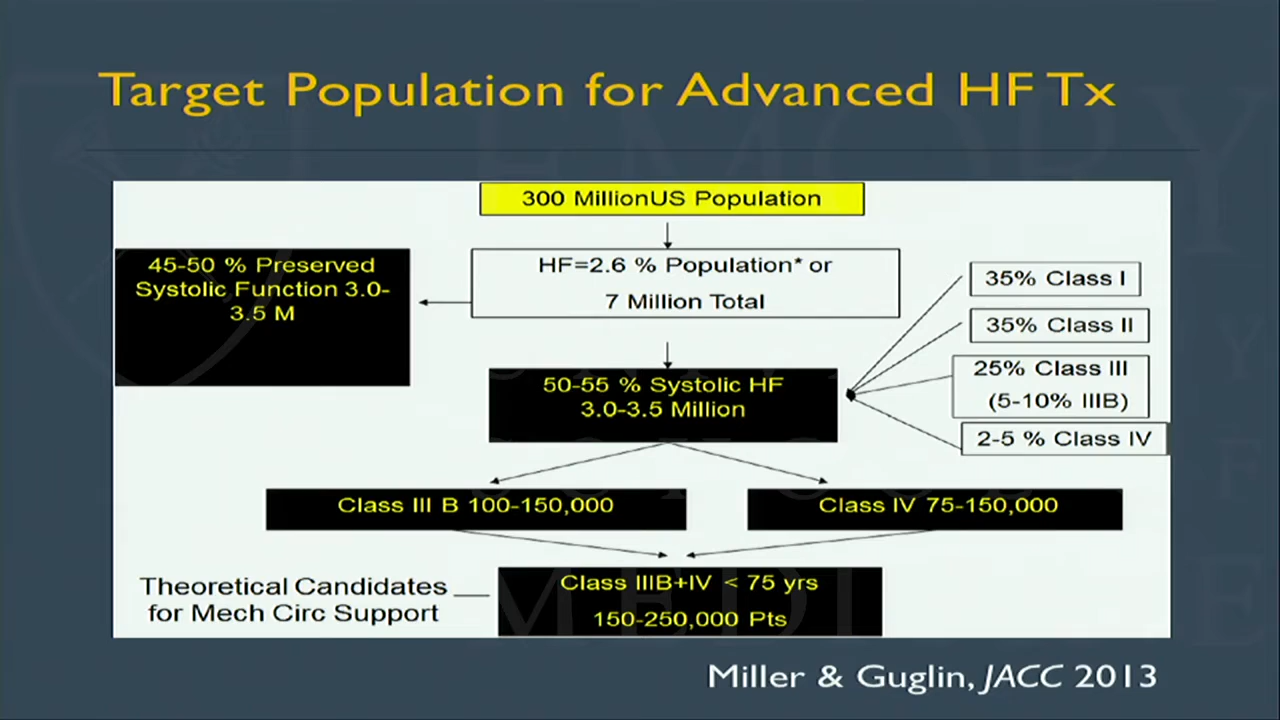 Target Population for Advanced HF Tx
300 MillionUS Population
45-50 % Preserved
Systolic Function 3.0-
3.5 M
HF=2.6 % Population* or
7 Million Total
35% Class I
35% Class II
25% Class III
(5-10% IIIB)
2-5 % Class IV
50-55 % Systolic HF
3.0-3.5 Million
Class III B 100-150,000
Class IV 75-150,000
Theoretical Candidates
for Mech Circ Support
Class IIIB+IV < 75 yrs
150-250,000 Pts
Miller & Guglin, JACC 2013
EMORY